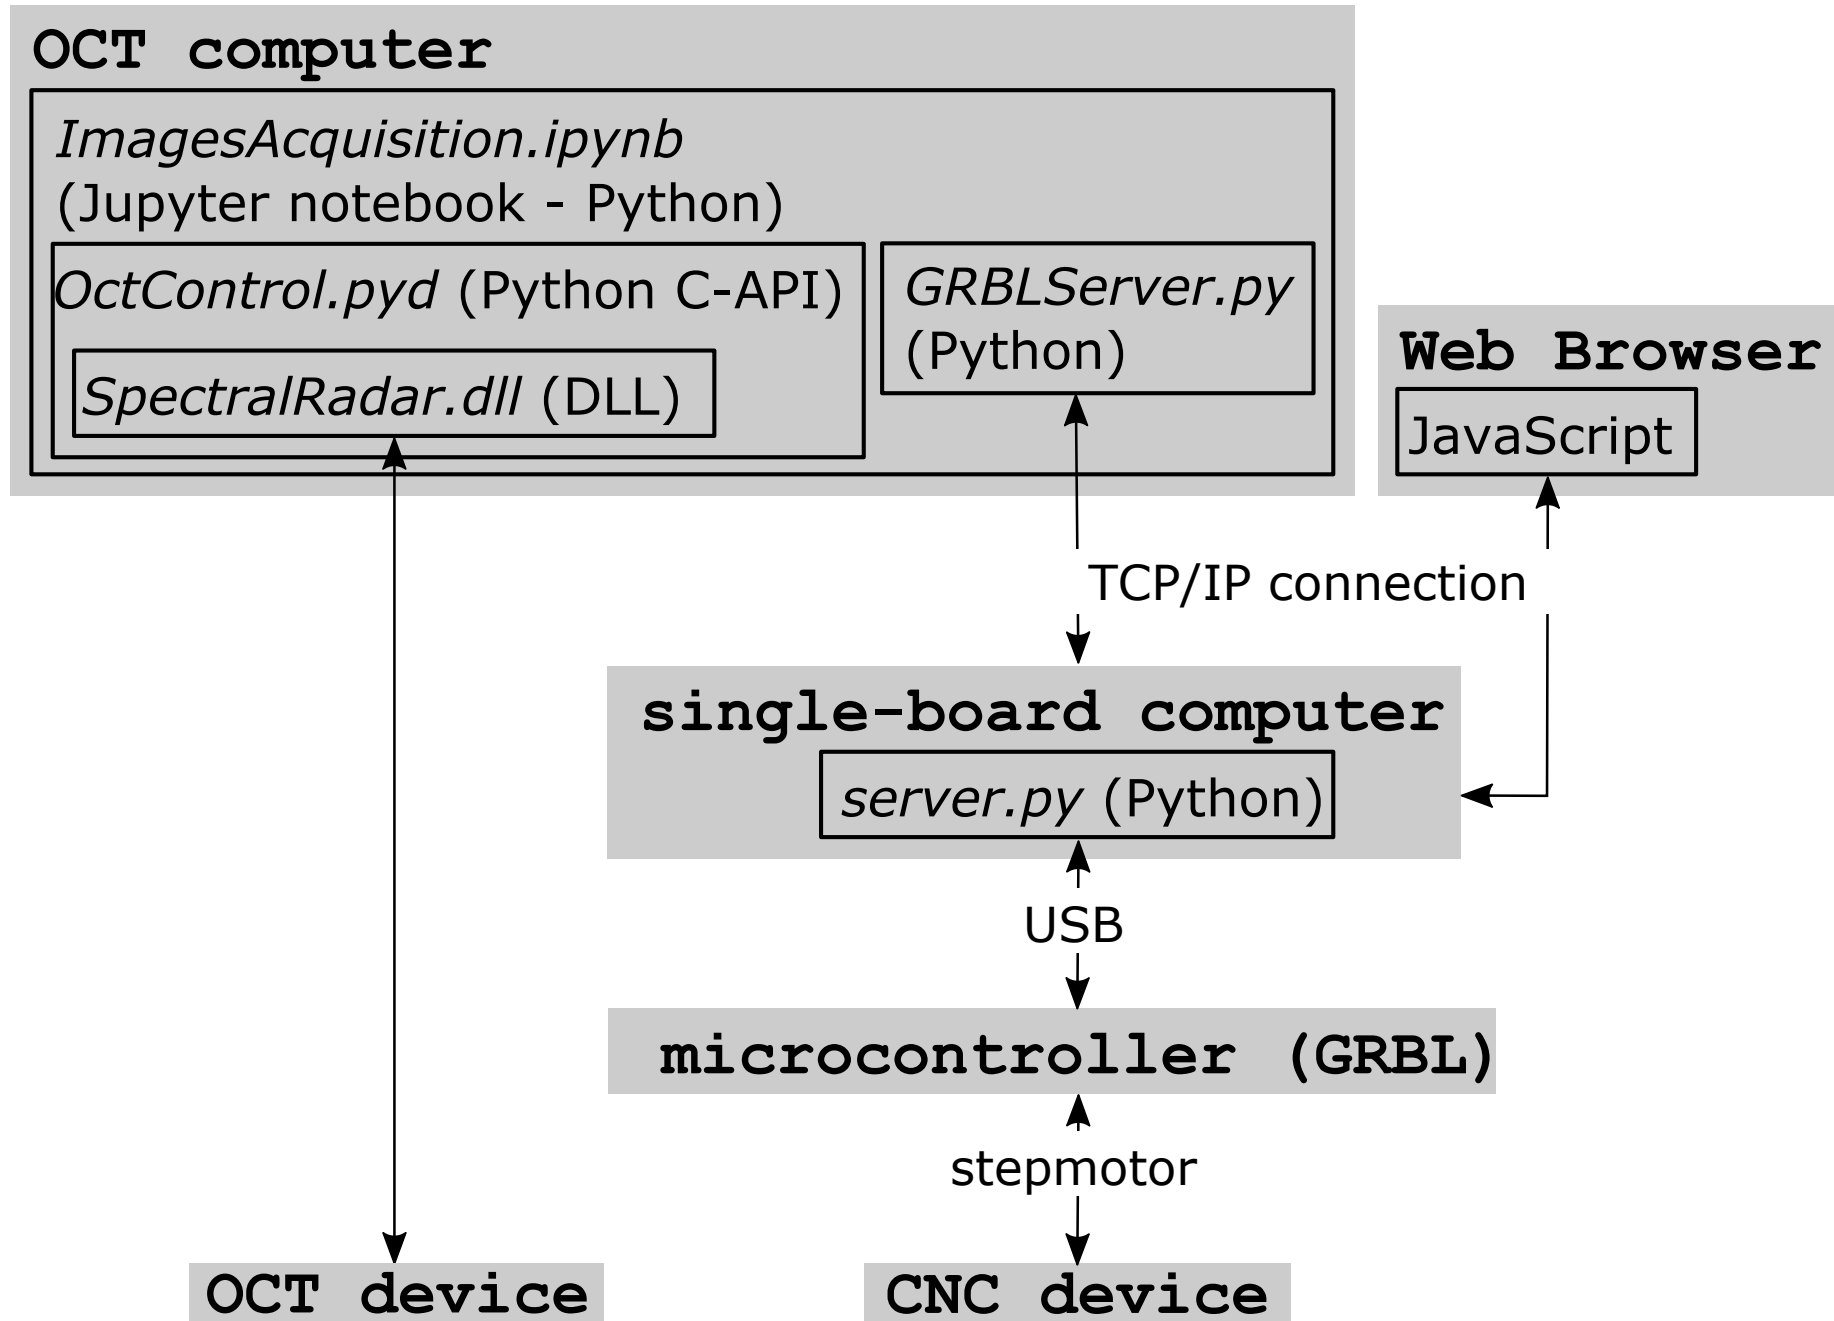 OCT computer
ImagesAcquisition.ipynb
(Jupyter notebook - Python)
OctControl.pyd (Python C-API)
SpectralRadar.dll (DLL)
GRBLServer.py
(Python)
Web Browser
JavaScript
TCP/IP connection
single-board computer
server.py (Python)
USB
microcontroller (GRBL)
stepmotor
OCT device
CNC device